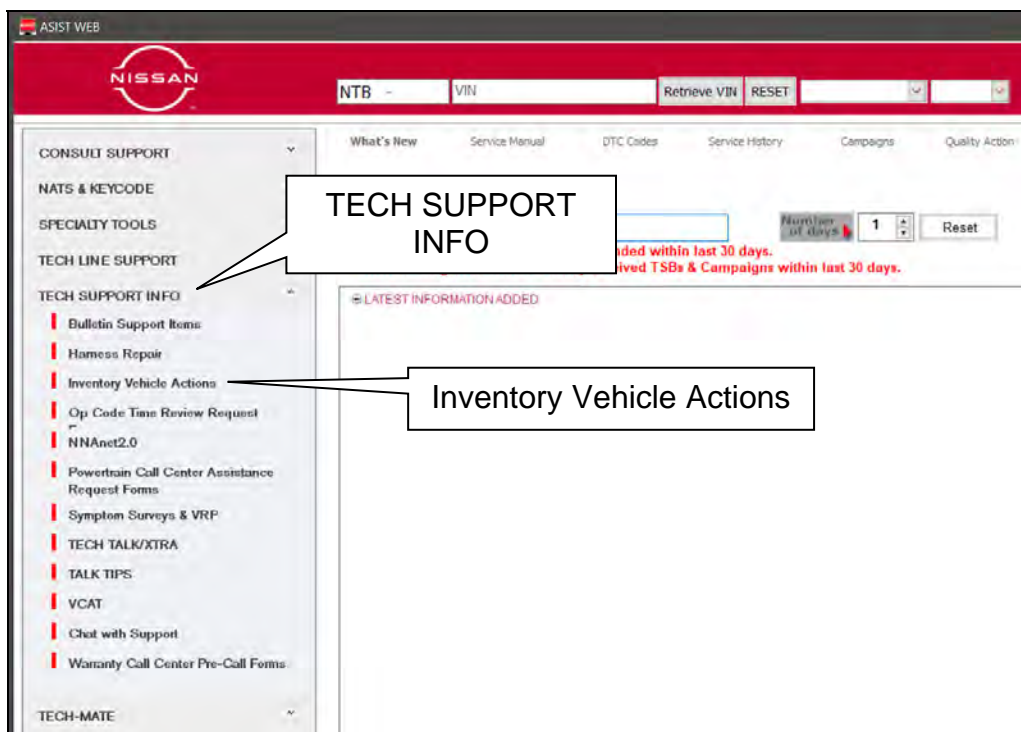 ASIST WEB
NISSAN
NTB - VIN Retrieve VIN RESET
What's New Service Manual DTC Codes Service History Campaigns Quality Action
CONSULT SUPPORT
NATS & KEYCODE
SPECIALTY TOOLS
TECH LINE SUPPORT
TECH SUPPORT INFO
Bulletin Support Items
Harness Repair
Inventory Vehicle Actions
Op Code Time Review Request
NNAnet2.0
Powertrain Call Center Assistance
Request Forms
Symptom Surveys & VRP
TECH TALK/XTRA
TALK TIPS
VCAT
Chat with Support
Warranty Call Center Pre-Call Forms
TECH-MATE
TECH SUPPORT
INFO
Number
of days 1 Reset
within last 30 days.
TSBs & Campaigns within last 30 days.
LATEST INFORMATION ADDED
Inventory Vehicle Actions